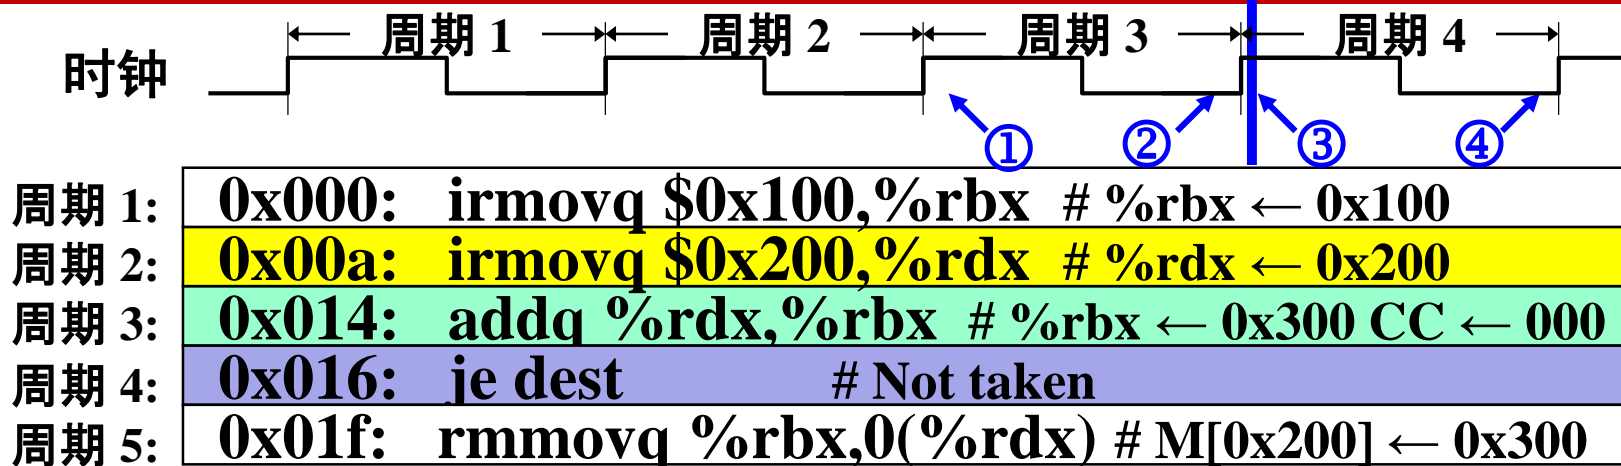 周期 1 周期 2 周期 3 周期 4
时钟
① ② ③ ④
周期 1: 0x000: irmovq $0x100,%rbx # %rbx ← 0x100
周期 2: 0x00a: irmovq $0x200,%rdx # %rdx ← 0x200
周期 3: 0x014: addq %rdx,%rbx # %rbx ← 0x300 CC ← 000
周期 4: 0x016: je dest # Not taken
周期 5: 0x01f: rmmovq %rbx,0(%rdx) # M[0x200] ← 0x300